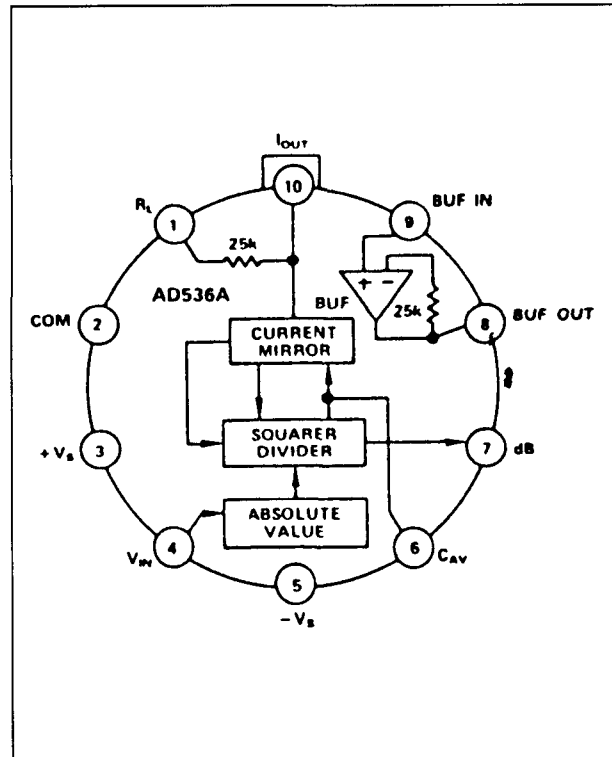 IOUT
10
RL
1
25k
BUF IN
9
AD536A
BUF
+ −
25k
8
BUF OUT
COM
2
CURRENT
MIRROR
+VS
3
SQUARER
DIVIDER
7
dB
ABSOLUTE
VALUE
4
VIN
6
CAV
5
−VS